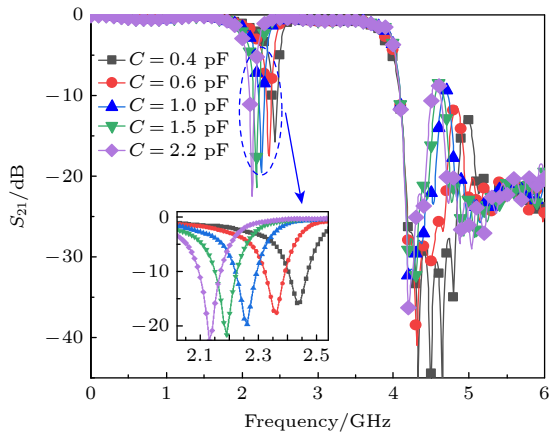 0
−10
−20
−30
−40
S21/dB
C = 0.4 pF
C = 0.6 pF
C = 1.0 pF
C = 1.5 pF
C = 2.2 pF
0
−10
−20
2.1 2.3 2.5
0 1 2 3 4 5 6
Frequency/GHz